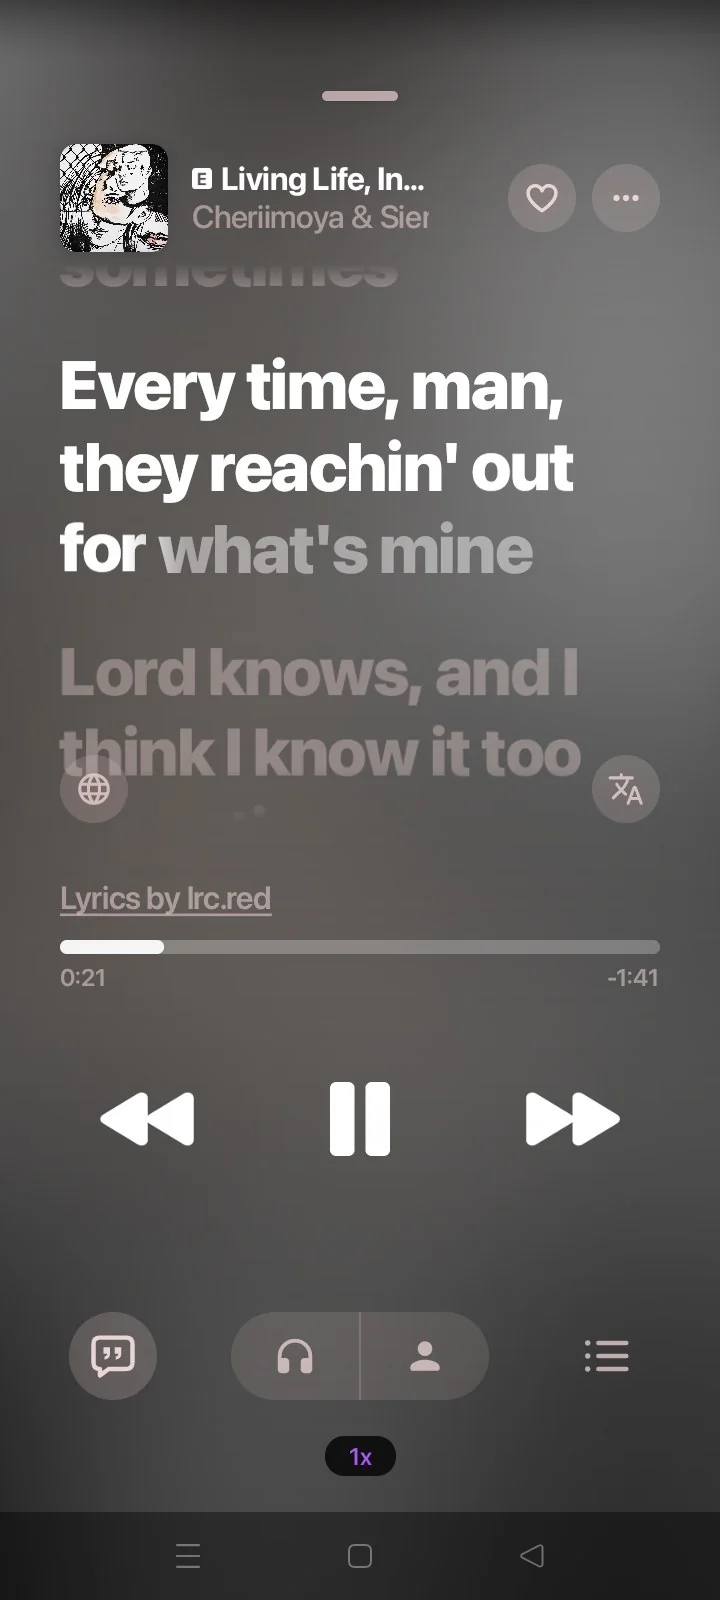 E Living Life, In...
Cheriimoya & Sier
sometimes
Every time, man,
they reachin' out
for what's mine
Lord knows, and I
think I know it too
Lyrics by lrc.red
0:21
-1:41
1x